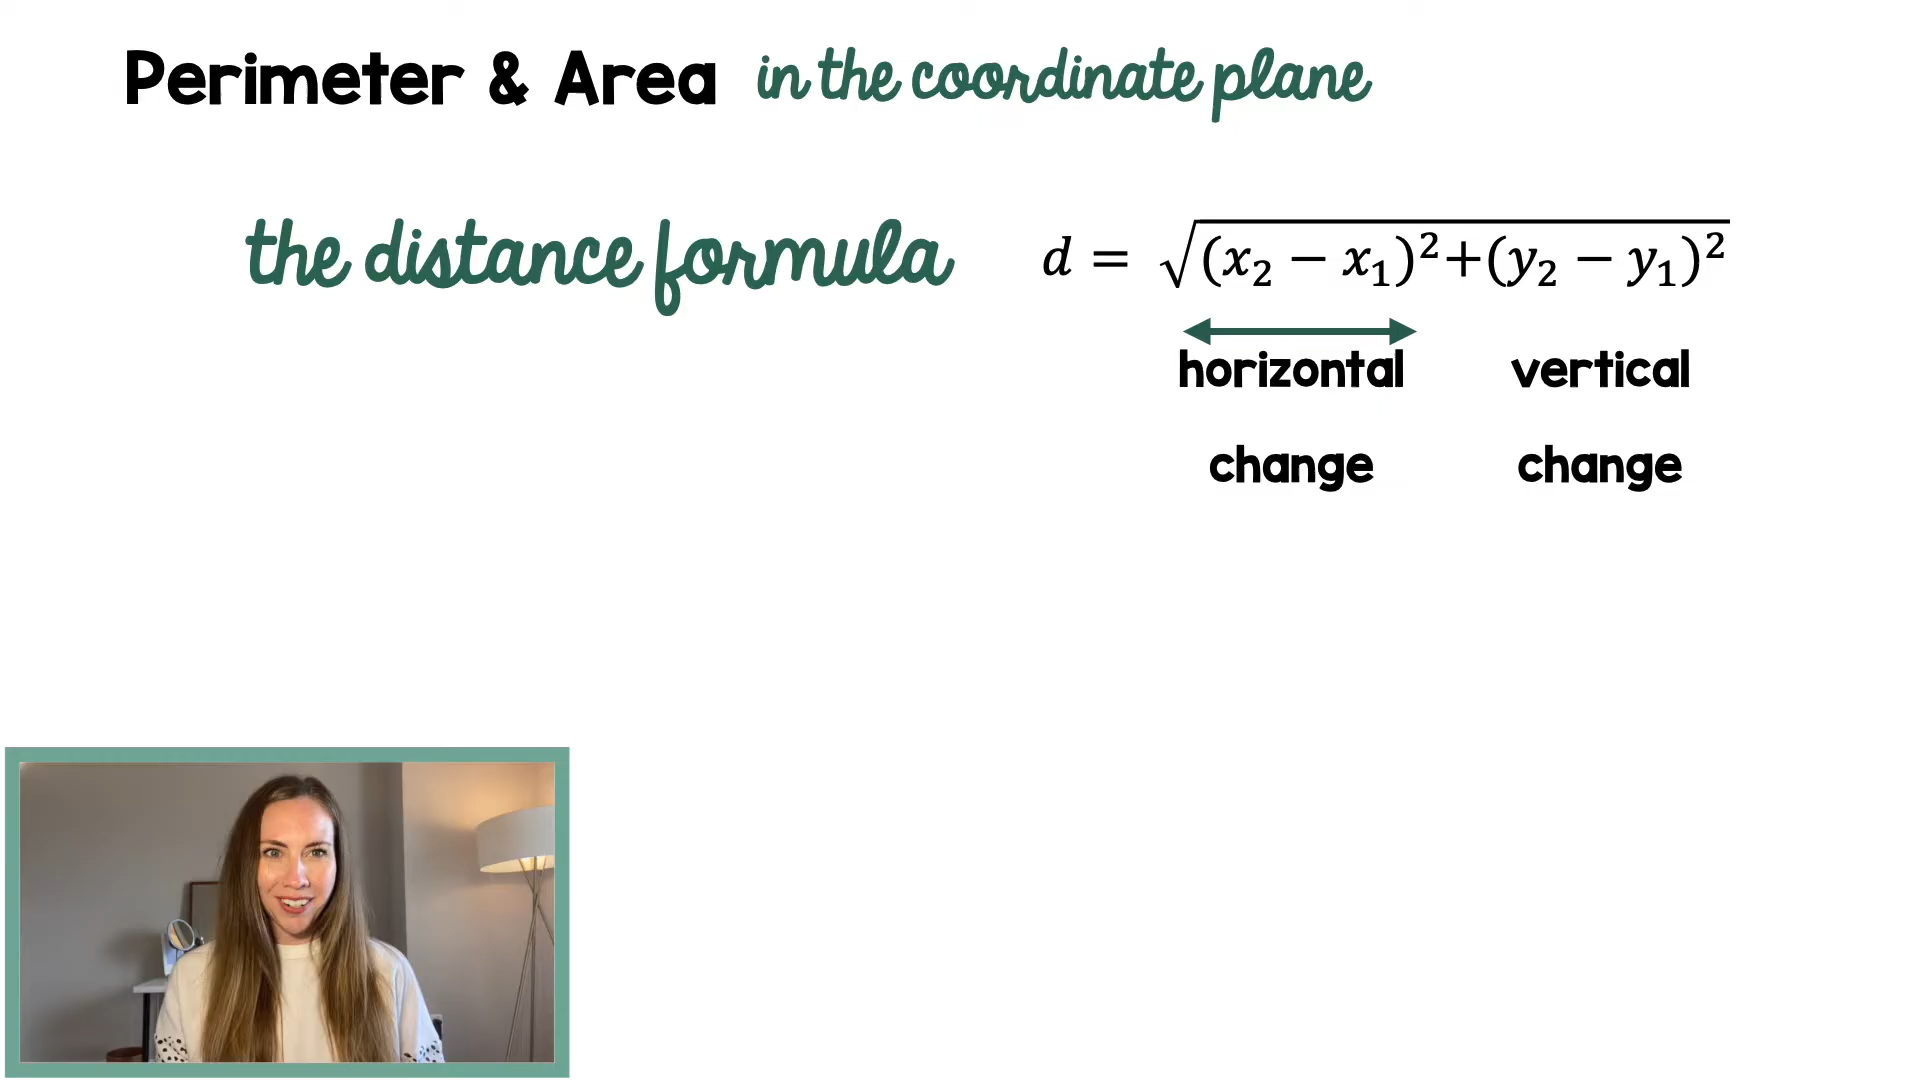 Perimeter & Area in the coordinate plane
the distance formula d = √(x₂ − x₁)²+(y₂ − y₁)²
horizontal vertical
change change